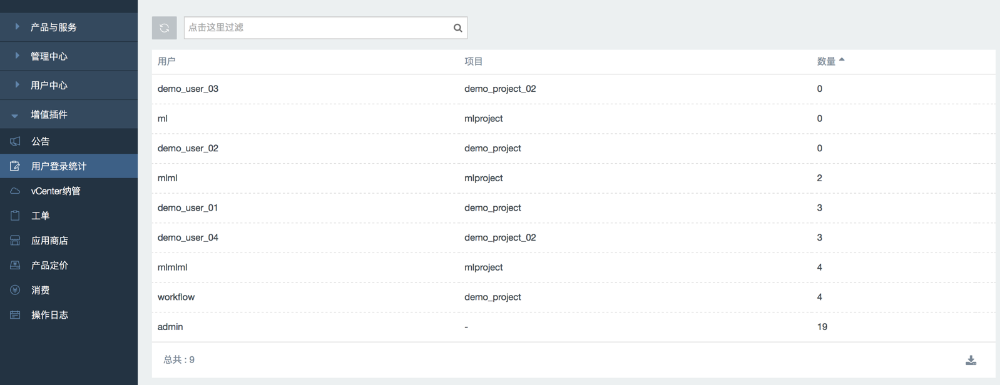 产品与服务
管理中心
用户中心
增值插件
公告
用户登录统计
vCenter纳管
工单
应用商店
产品定价
消费
操作日志
点击这里过滤
用户 项目 数量
demo_user_03 demo_project_02 0
ml mlproject 0
demo_user_02 demo_project 0
mlml mlproject 2
demo_user_01 demo_project 3
demo_user_04 demo_project_02 3
mlmlml mlproject 4
workflow demo_project 4
admin - 19
总共 : 9